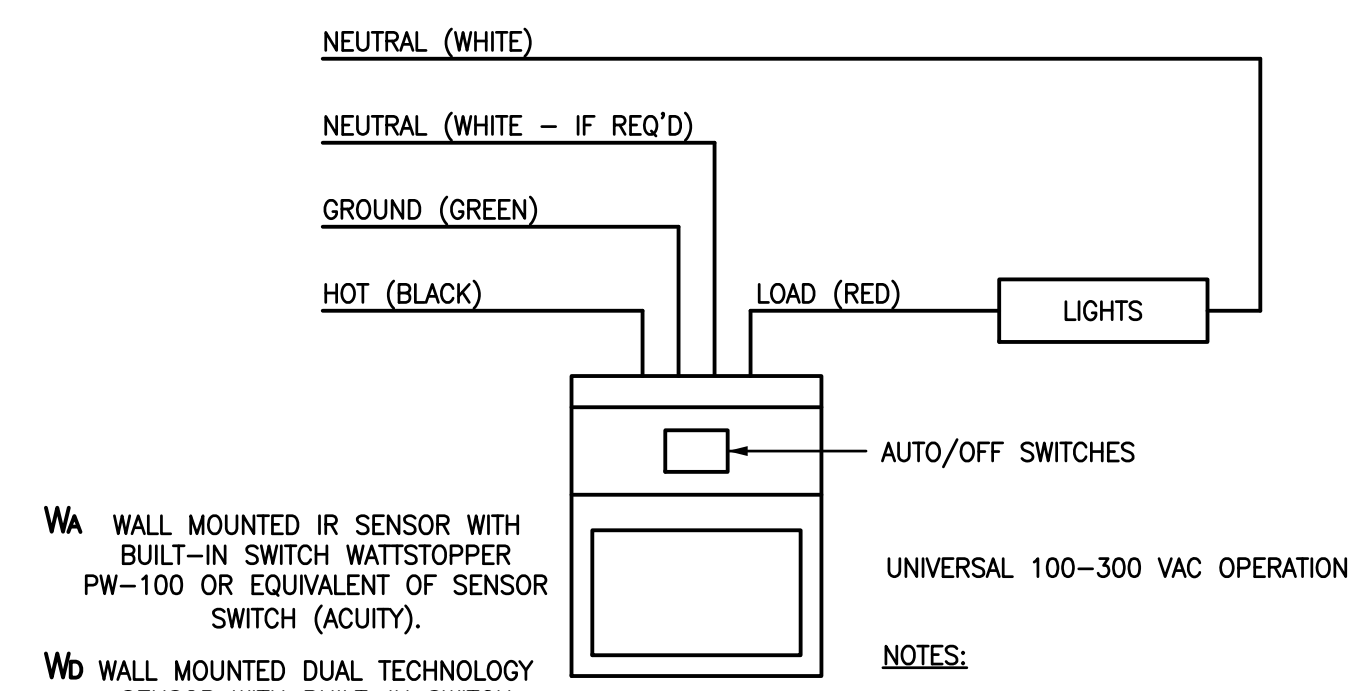 NEUTRAL (WHITE)
NEUTRAL (WHITE – IF REQ'D)
GROUND (GREEN)
HOT (BLACK)
LOAD (RED)
LIGHTS
AUTO/OFF SWITCHES
WA WALL MOUNTED IR SENSOR WITH
BUILT–IN SWITCH WATTSTOPPER
PW–100 OR EQUIVALENT OF SENSOR
SWITCH (ACUITY).
UNIVERSAL 100–300 VAC OPERATION
WD WALL MOUNTED DUAL TECHNOLOGY
NOTES: